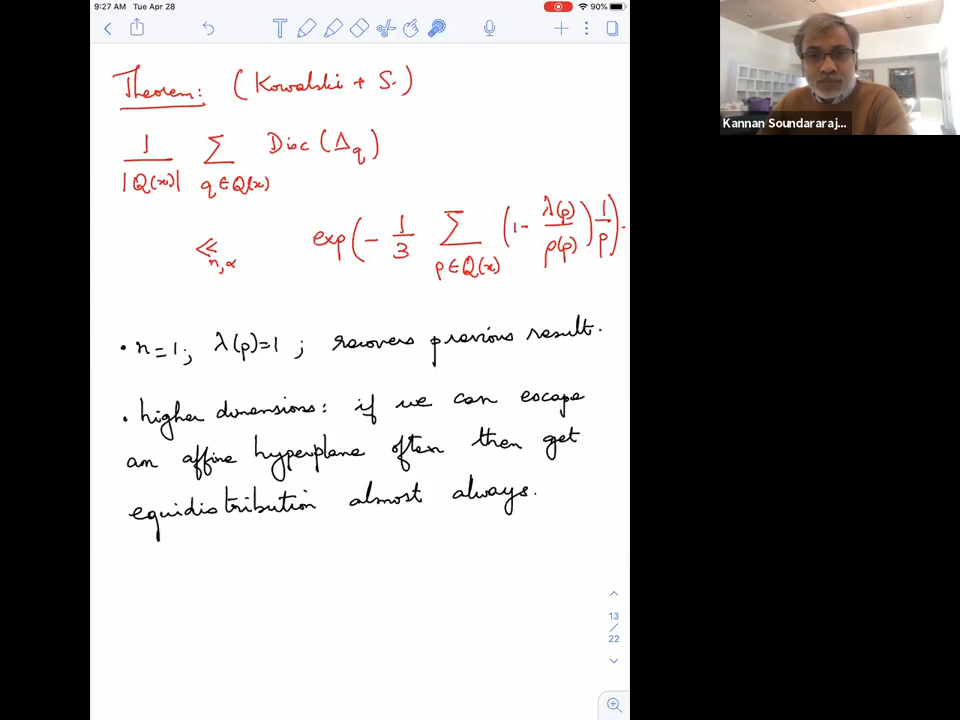 9:27 AM Tue Apr 28
90%
Theorem: (Kowalski + S.)
1/|Q(x)| ∑_{q∈Q(x)} Disc(Δ_q)
≪_{n,α} exp(-1/3 ∑_{p∈Q(x)} (1-λ(p)/ρ(p)) 1/p).
• n=1; λ(p)=1; recovers previous result.
• higher dimensions: if we can escape
an affine hyperplane often then get
equidistribution almost always.
13
/
22
Kannan Soundararaj...